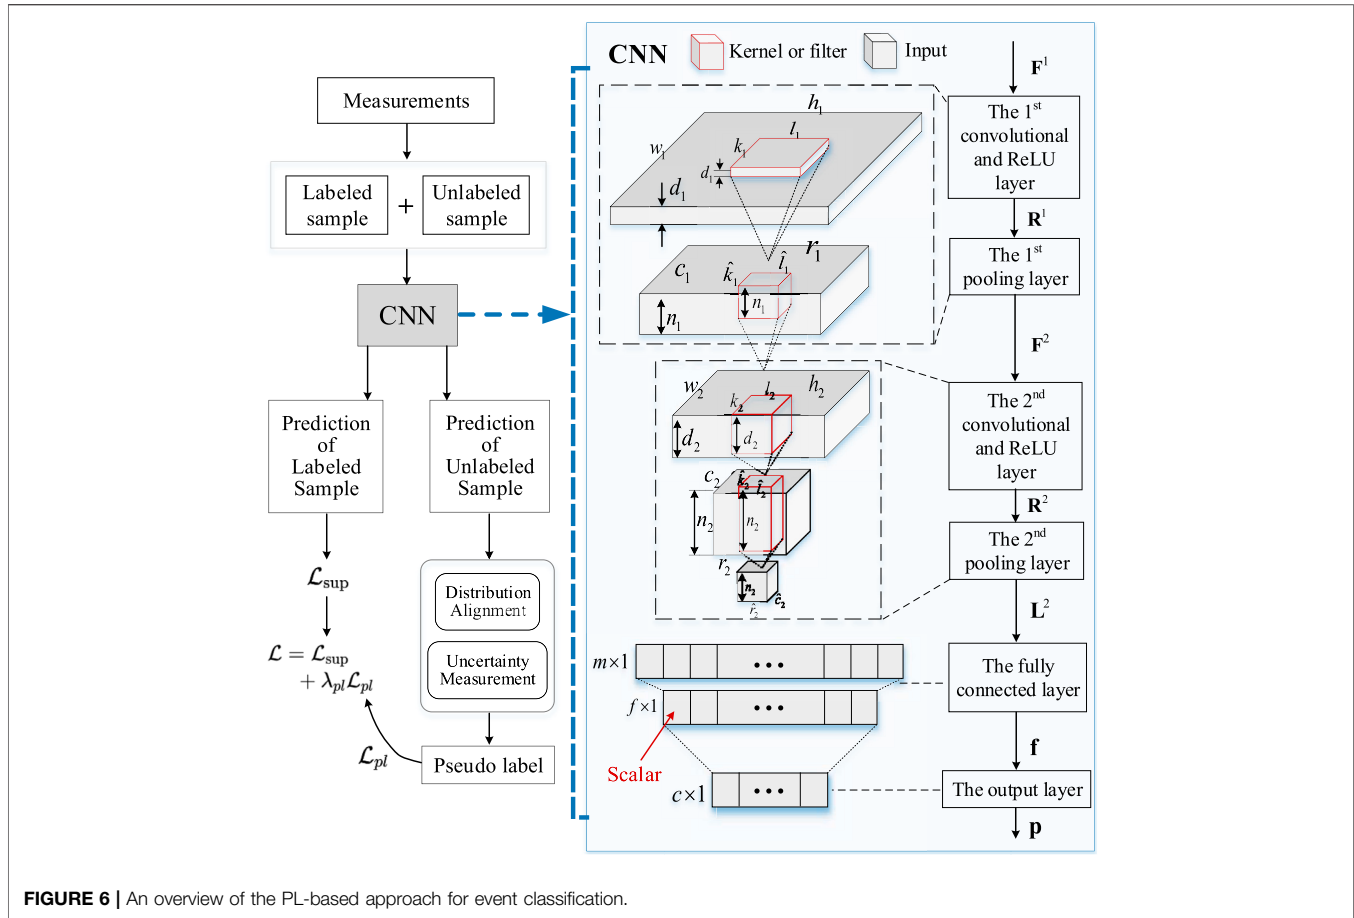 Measurements
Labeled
sample
+
Unlabeled
sample
CNN
Prediction
of
Labeled
Sample
Prediction
of
Unlabeled
Sample
ℒsup
ℒ = ℒsup
+ λplℒpl
Distribution
Alignment
Uncertainty
Measurement
ℒpl
Pseudo label
CNN
Kernel or filter
Input
h₁
l₁
k₁
w₁
d₁
d₁
r₁
l̂₁
k̂₁
c₁
n₁
n₁
w₂
l₂
h₂
k₂
d₂
d₂
c₂
k̂₂
l̂₂
n₂
n₂
r₂
n₂
ĉ₂
r̂₂
m×1
•••
f×1
•••
Scalar
c×1
•••
F¹
The 1st
convolutional
and ReLU
layer
R¹
The 1st
pooling layer
F²
The 2nd
convolutional
and ReLU
layer
R²
The 2nd
pooling layer
L²
The fully
connected layer
f
The output layer
p
FIGURE 6 | An overview of the PL-based approach for event classification.